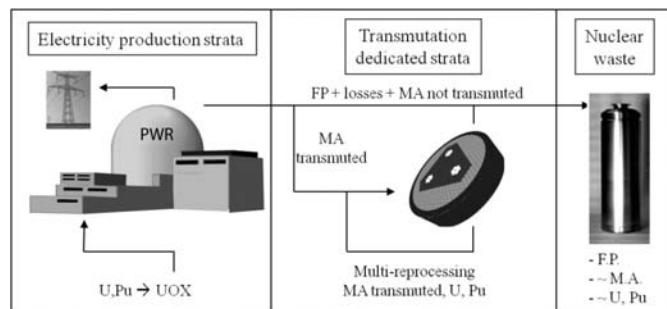 Electricity production strata
PWR
U,Pu → UOX
Transmutation
dedicated strata
FP + losses + MA not transmuted
MA
transmuted
Multi-reprocessing
MA transmuted, U, Pu
Nuclear
waste
- F.P.
- ~ M.A.
- ~ U, Pu